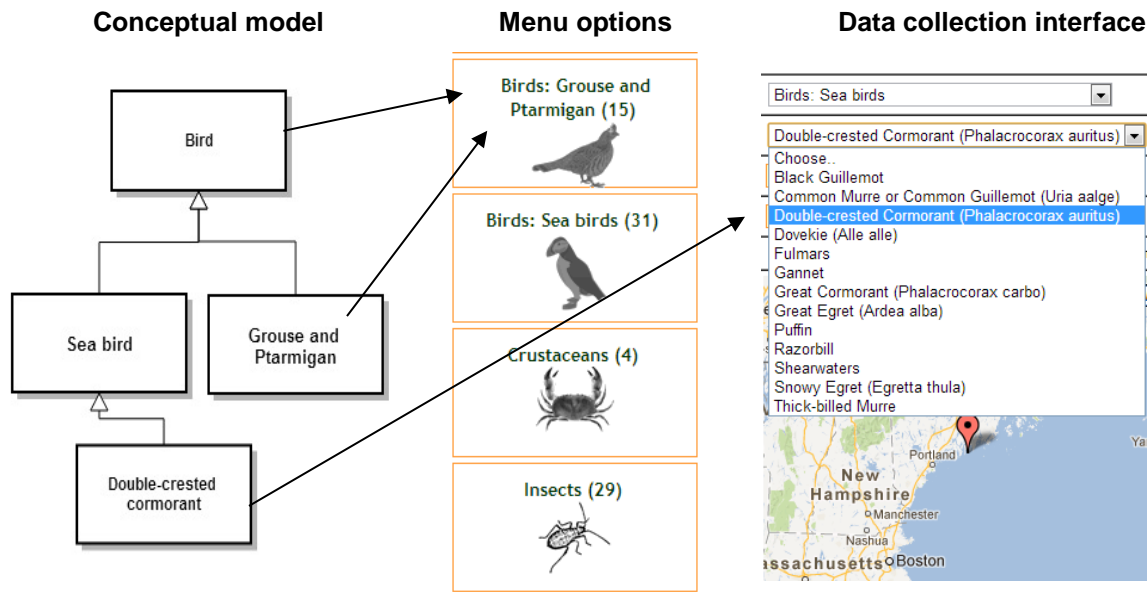 Conceptual model
Menu options
Data collection interface
Bird
Sea bird
Grouse and
Ptarmigan
Double-crested
cormorant
Birds: Grouse and
Ptarmigan (15)
Birds: Sea birds (31)
Crustaceans (4)
Insects (29)
Birds: Sea birds
Double-crested Cormorant (Phalacrocorax auritus)
Choose..
Black Guillemot
Common Murre or Common Guillemot (Uria aalge)
Double-crested Cormorant (Phalacrocorax auritus)
Dovekie (Alle alle)
Fulmars
Gannet
Great Cormorant (Phalacrocorax carbo)
Great Egret (Ardea alba)
Puffin
Razorbill
Shearwaters
Snowy Egret (Egretta thula)
Thick-billed Murre
Ya
Portland
New
Hampshire
Manchester
Nashua
assachusetts
Boston